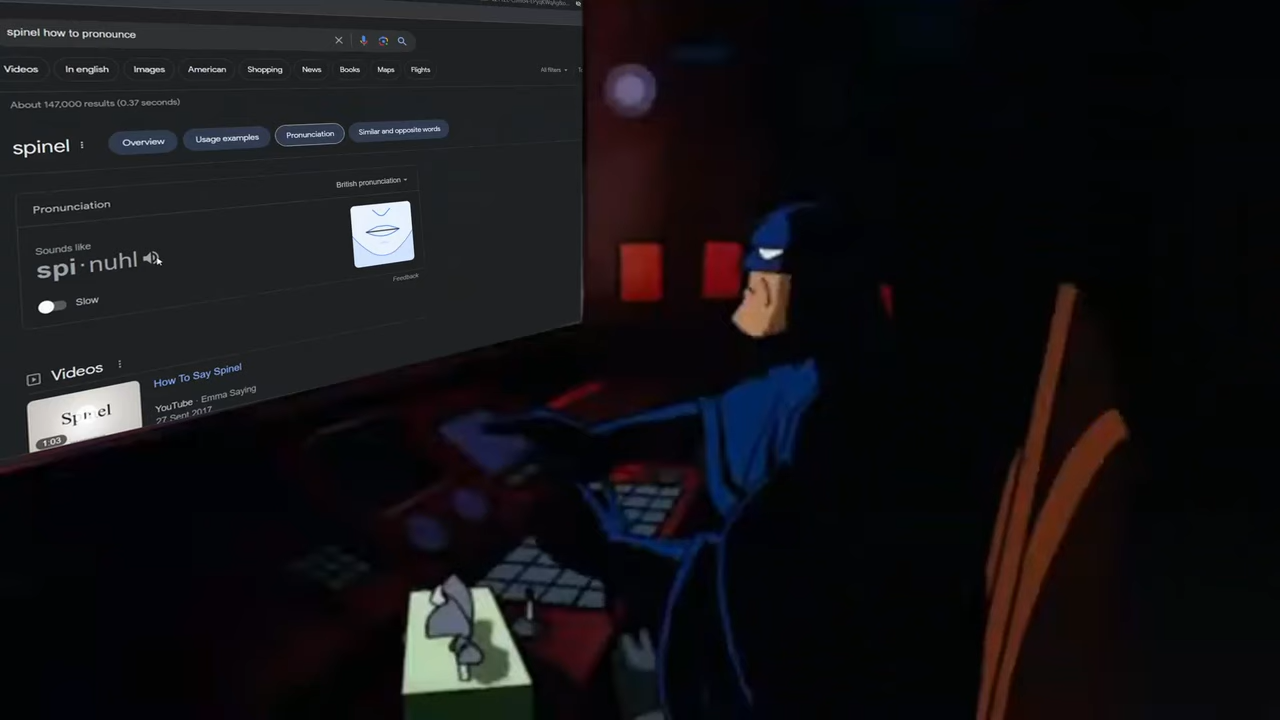 spinel how to pronounce
Videos In english Images American Shopping News Books Maps Flights All filters
About 147,000 results (0.37 seconds)
spinel Overview Usage examples Pronunciation Similar and opposite words
Pronunciation British pronunciation
Sounds like
spi·nuhl
Feedback
Slow
Videos
How To Say Spinel
Spinel
YouTube · Emma Saying
27 Sept 2017
1:03